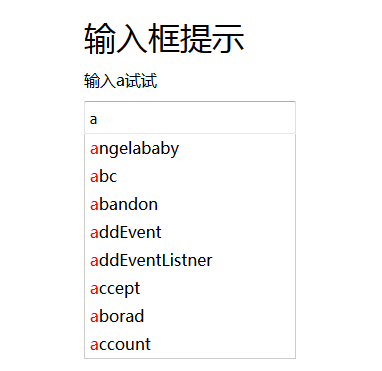 输入框提示
输入a试试
a
angelababy
abc
abandon
addEvent
addEventListner
accept
aborad
account